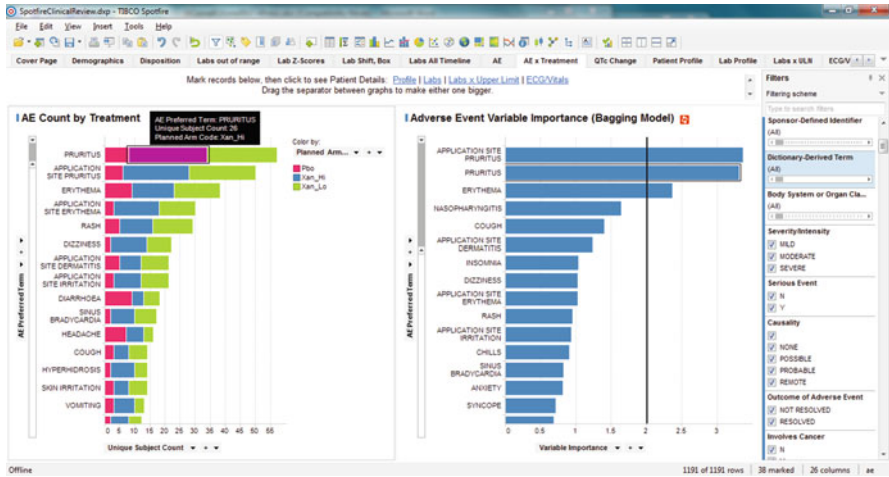 SpotfireClinicalReview.dxp - TIBCO Spotfire
File Edit View Insert Tools Help
Cover Page Demographics Disposition Labs out of range Lab Z-Scores Lab Shift, Box Labs All Timeline AE AE x Treatment QTc Change Patient Profile Lab Profile Labs x ULN ECG/V
Mark records below, then click to see Patient Details: Profile | Labs | Labs x Upper Limit | ECG/Vitals
Drag the separator between graphs to make either one bigger.
AE Count by Treatment
AE Preferred Term: PRURITUS
Unique Subject Count: 26
Planned Arm Code: Xan_Hi
Color by:
Planned Arm...
Pbo
Xan_Hi
Xan_Lo
AE Preferred Term
PRURITUS
APPLICATION
SITE PRURITUS
ERYTHEMA
APPLICATION
SITE ERYTHEMA
RASH
DIZZINESS
APPLICATION
SITE DERMATITIS
APPLICATION
SITE IRRITATION
DIARRHOEA
SINUS
BRADYCARDIA
HEADACHE
COUGH
HYPERHIDROSIS
SKIN IRRITATION
VOMITING
0 5 10 15 20 25 30 35 40 45 50 55
Unique Subject Count
Adverse Event Variable Importance (Bagging Model)
AE Preferred Term
APPLICATION SITE
PRURITUS
PRURITUS
ERYTHEMA
NASOPHARYNGITIS
COUGH
APPLICATION SITE
DERMATITIS
INSOMNIA
DIZZINESS
APPLICATION SITE
ERYTHEMA
RASH
APPLICATION SITE
IRRITATION
CHILLS
SINUS
BRADYCARDIA
ANXIETY
SYNCOPE
0 0.5 1 1.5 2 2.5 3
Variable Importance
Filters
Filtering scheme
Type to search filters
Sponsor-Defined Identifier
(All)
Dictionary-Derived Term
(All)
Body System or Organ Cla...
(All)
Severity/Intensity
MILD
MODERATE
SEVERE
Serious Event
N
Y
Causality
NONE
POSSIBLE
PROBABLE
REMOTE
Outcome of Adverse Event
NOT RESOLVED
RESOLVED
Involves Cancer
N
Offline
1191 of 1191 rows 38 marked 26 columns ae